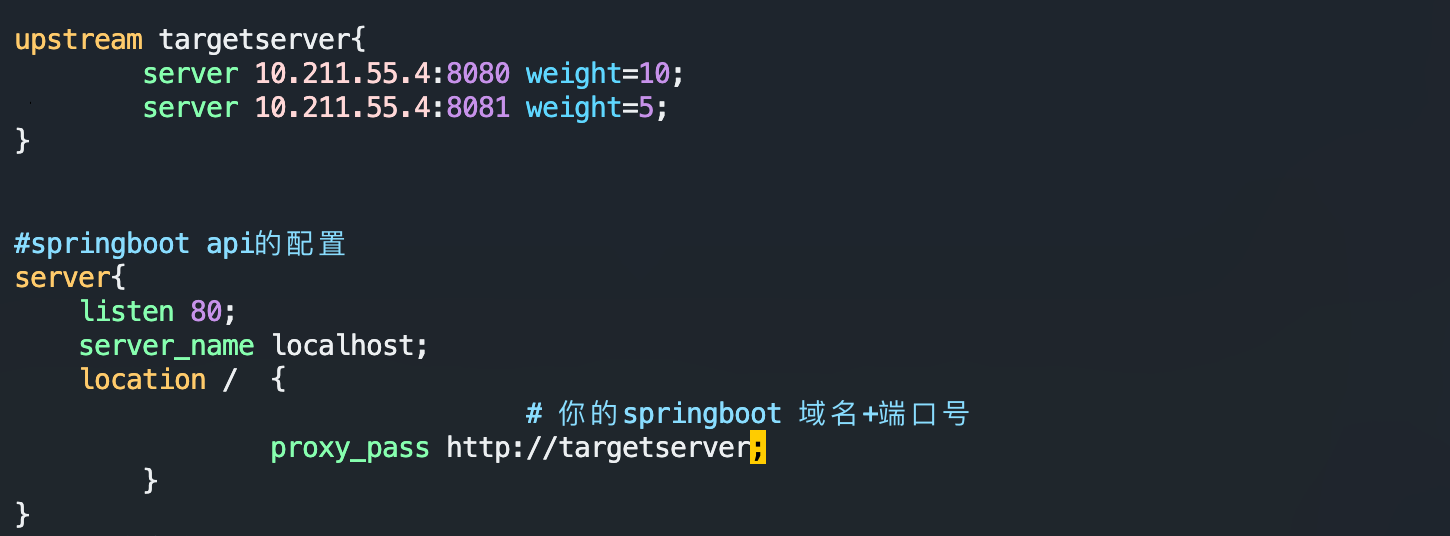 upstream targetserver{
        server 10.211.55.4:8080 weight=10;
        server 10.211.55.4:8081 weight=5;
}
#springboot api的配置
server{
    listen 80;
    server_name localhost;
    location /  {
                                # 你的springboot 域名+端口号
                proxy_pass http://targetserver;
        }
}